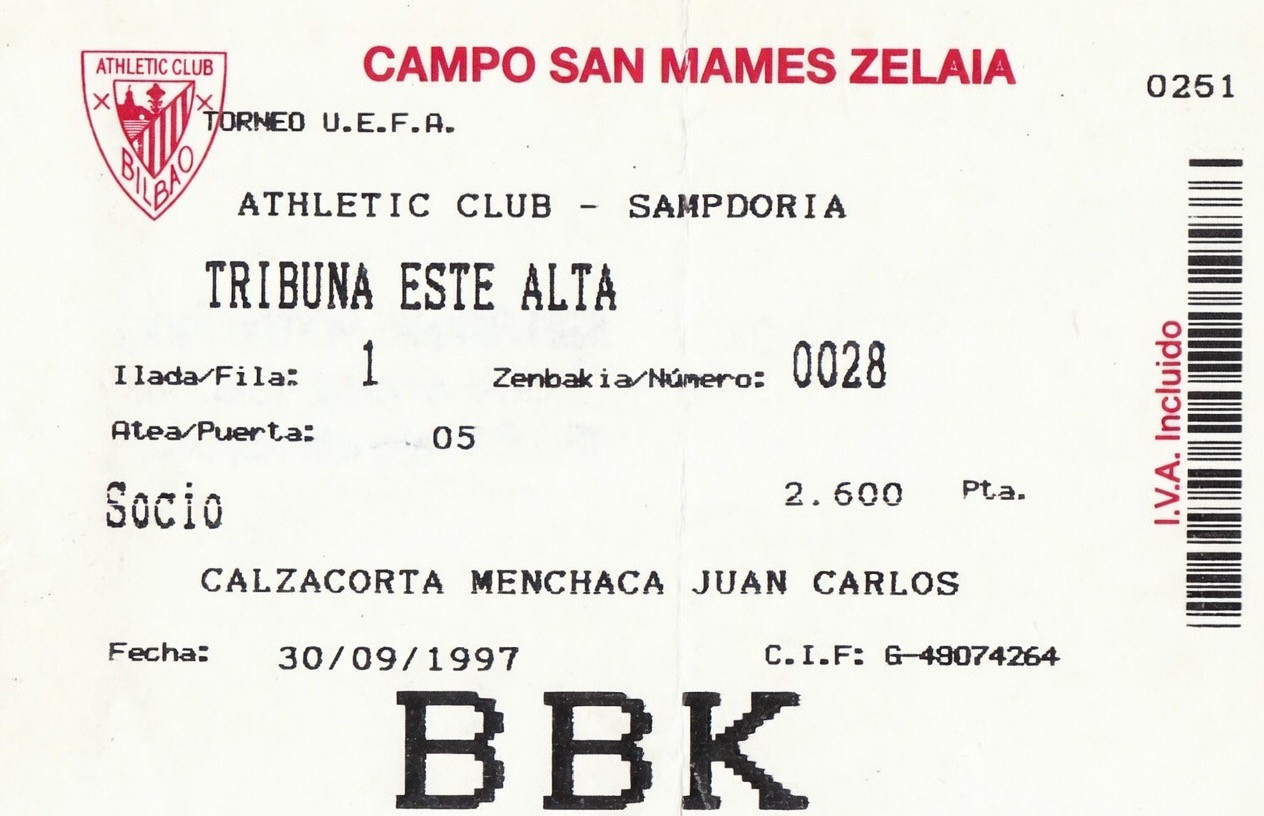 ATHLETIC CLUB
BILBAO
CAMPO SAN MAMES ZELAIA
0251
TORNEO U.E.F.A.
ATHLETIC CLUB - SAMPDORIA
TRIBUNA ESTE ALTA
Ilada/Fila: 1 Zenbakia/Número: 0028
Atea/Puerta: 05
Socio 2.600 Pta.
I.V.A. Incluido
CALZACORTA MENCHACA JUAN CARLOS
Fecha: 30/09/1997 C.I.F: G-48074264
BBK